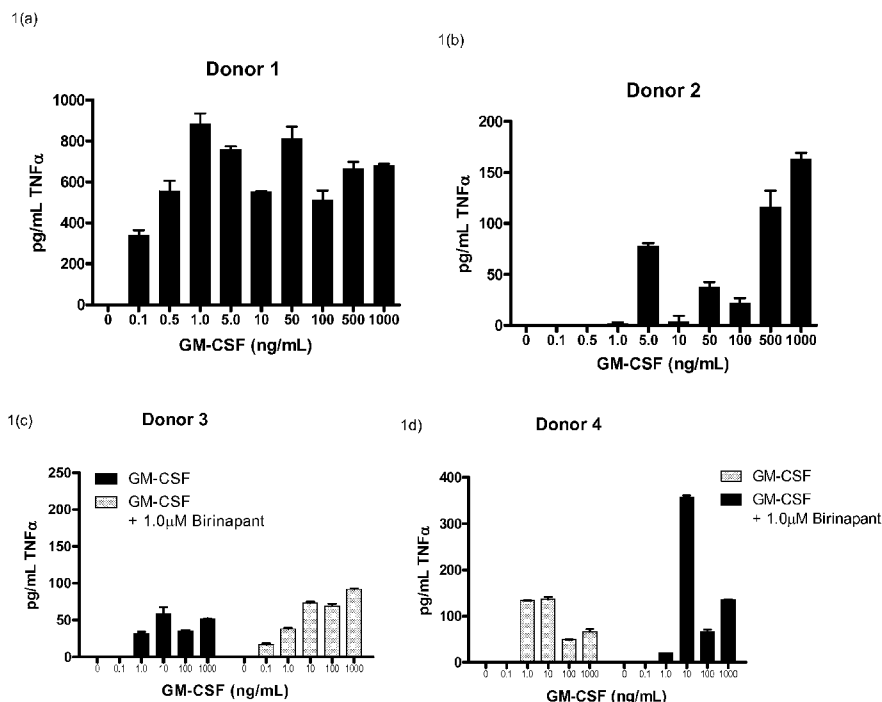 1(a)
Donor 1
pg/mL TNFα
1000
800
600
400
200
0
0 0.1 0.5 1.0 5.0 10 50 100 500 1000
GM-CSF (ng/mL)
1(b)
Donor 2
pg/mL TNFα
200
150
100
50
0
0 0.1 0.5 1.0 5.0 10 50 100 500 1000
GM-CSF (ng/mL)
1(c)
Donor 3
pg/mL TNFα
250
200
150
100
50
0
GM-CSF
GM-CSF
+ 1.0μM Birinapant
0 0.1 1.0 10 100 1000 0 0.1 1.0 10 100 1000
GM-CSF (ng/mL)
1d)
Donor 4
pg/mL TNFα
400
300
200
100
0
GM-CSF
GM-CSF
+ 1.0μM Birinapant
0 0.1 1.0 10 100 1000 0 0.1 1.0 10 100 1000
GM-CSF (ng/mL)